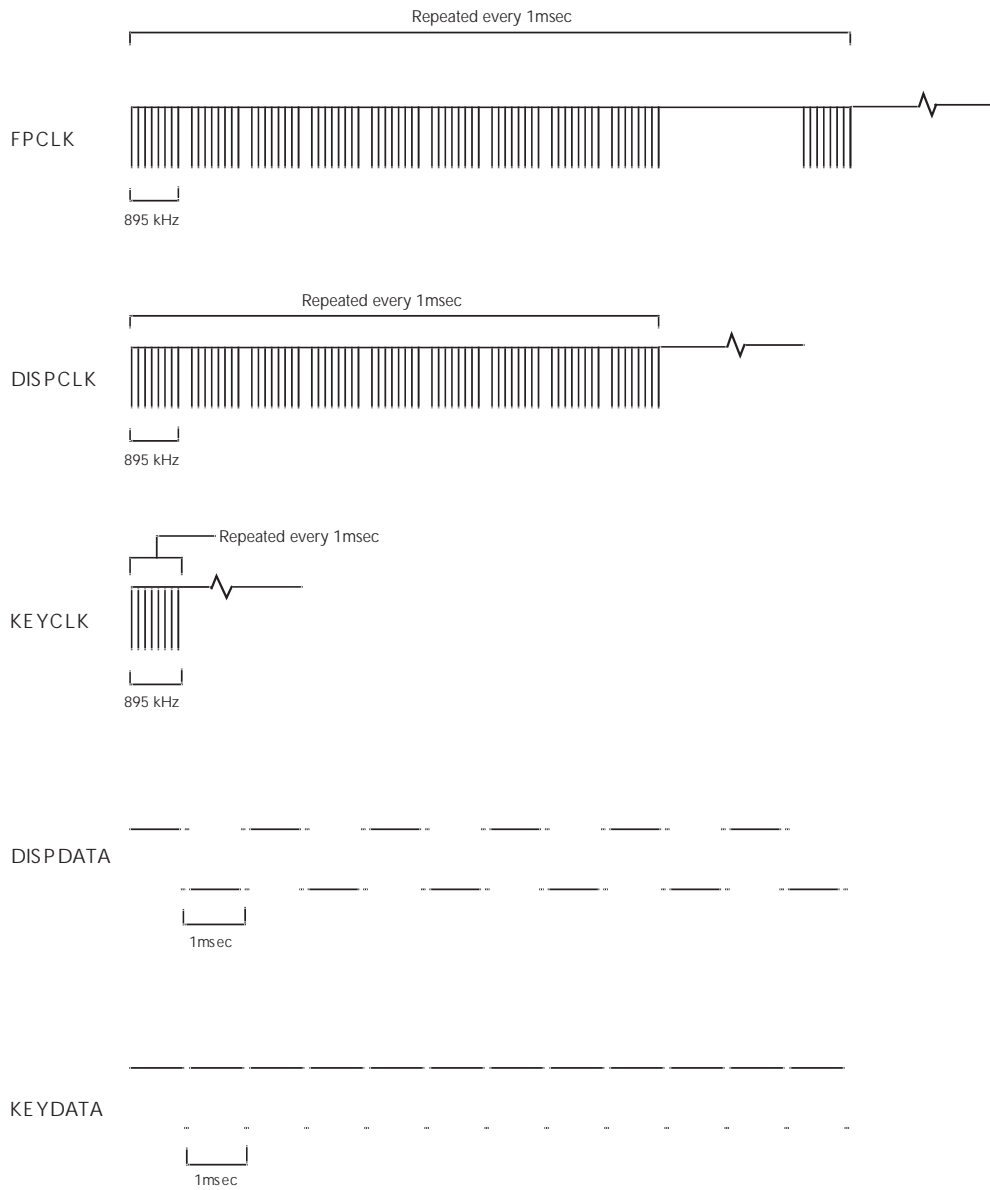 Repeated every 1msec
FPCLK
895 kHz
Repeated every 1msec
DISPCLK
895 kHz
Repeated every 1msec
KEYCLK
895 kHz
DISPDATA
1msec
KEYDATA
1msec